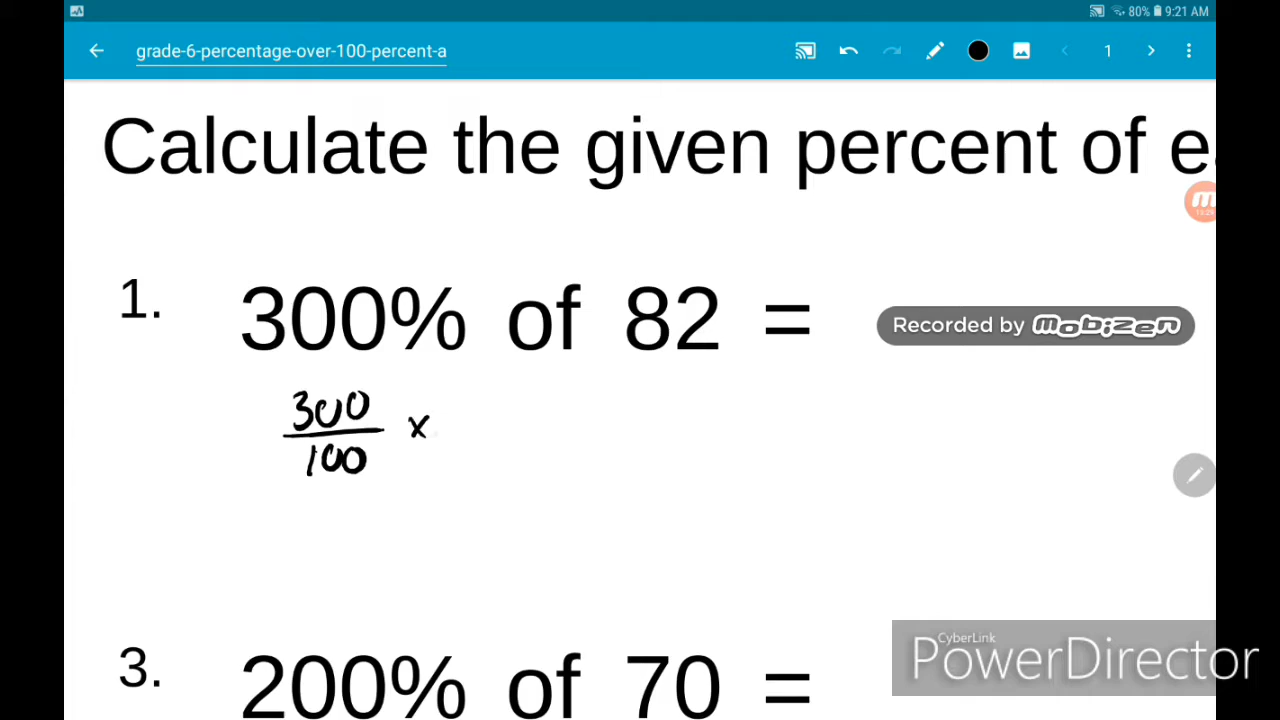 80% 9:21 AM
grade-6-percentage-over-100-percent-a
1
Calculate the given percent of e
1. 300% of 82 =
Recorded by Mobizen
300
100 ×
3. 200% of 70 =
CyberLink
PowerDirector